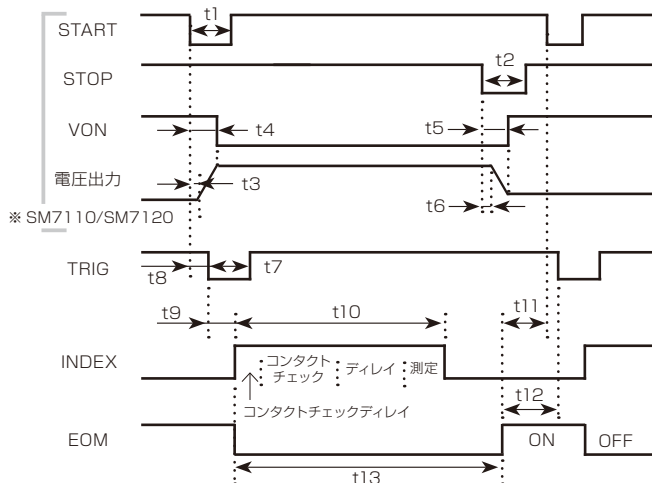 t1
START
t2
STOP
VON
t4
t5
電圧出力
t3
t6
※ SM7110/SM7120
TRIG
t8
t7
t9
t10
t11
INDEX
コンタクト
チェック
ディレイ
測定
コンタクトチェックディレイ
t12
EOM
ON
OFF
t13